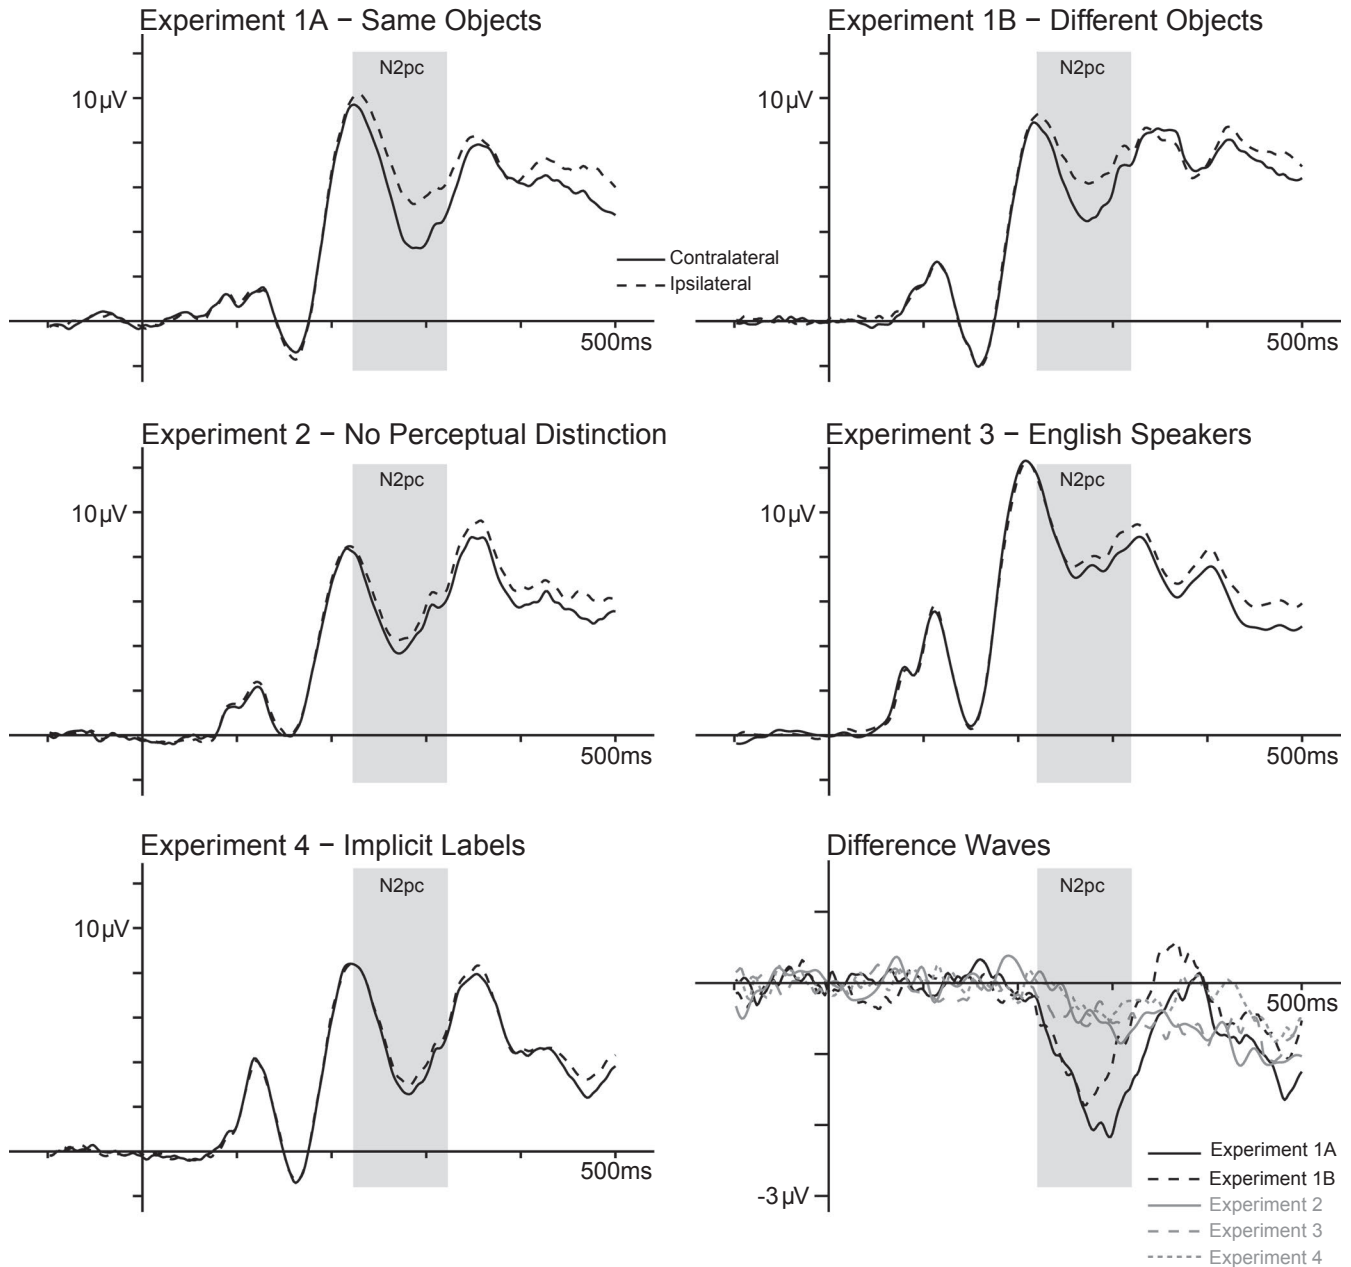 Experiment 1A − Same Objects
N2pc
10µV
Contralateral
Ipsilateral
500ms
Experiment 1B − Different Objects
N2pc
10µV
500ms
Experiment 2 − No Perceptual Distinction
N2pc
10µV
500ms
Experiment 3 − English Speakers
N2pc
10µV
500ms
Experiment 4 − Implicit Labels
N2pc
10µV
500ms
Difference Waves
N2pc
500ms
-3µV
Experiment 1A
Experiment 1B
Experiment 2
Experiment 3
Experiment 4